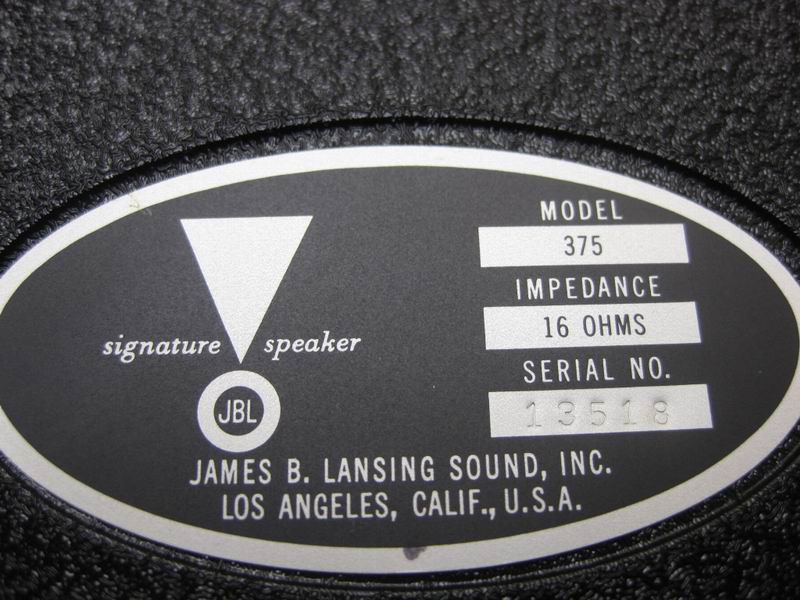 MODEL
375
IMPEDANCE
16 OHMS
SERIAL NO.
13518
signature speaker
JBL
JAMES B. LANSING SOUND, INC.
LOS ANGELES, CALIF., U.S.A.